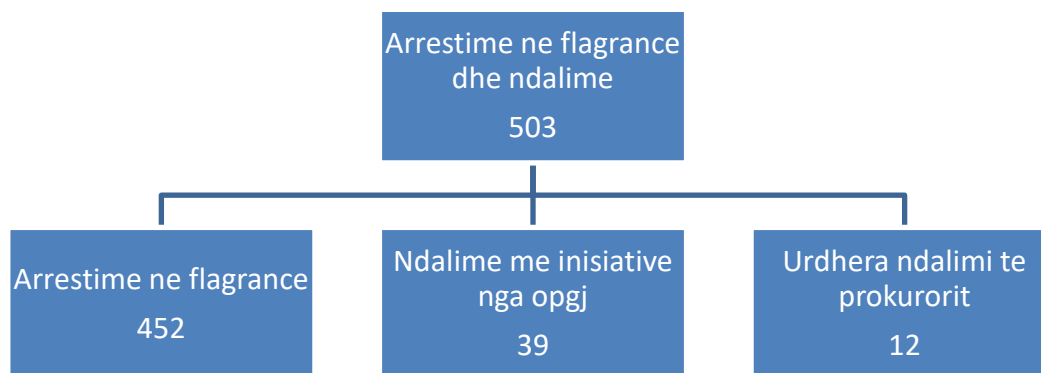 Arrestime ne flagrance
dhe ndalime
503
Arrestime ne flagrance
452
Ndalime me inisiative
nga opgj
39
Urdhera ndalimi te
prokurorit
12